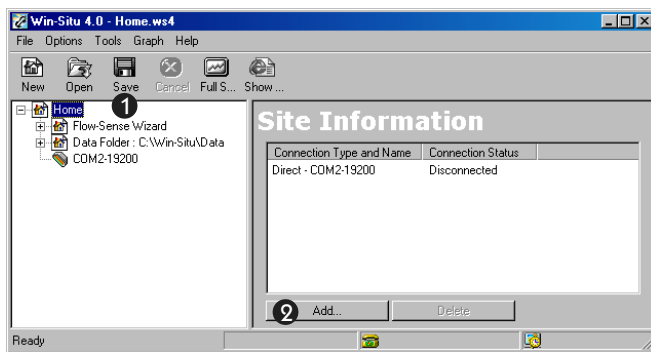 Win-Situ 4.0 - Home.ws4
File Options Tools Graph Help
New Open Save Cancel Full S... Show ...
1
Home
Flow-Sense Wizard
Data Folder : C:\Win-Situ\Data
COM2-19200
Site Information
Connection Type and Name Connection Status
Direct - COM2-19200 Disconnected
2 Add... Delete
Ready